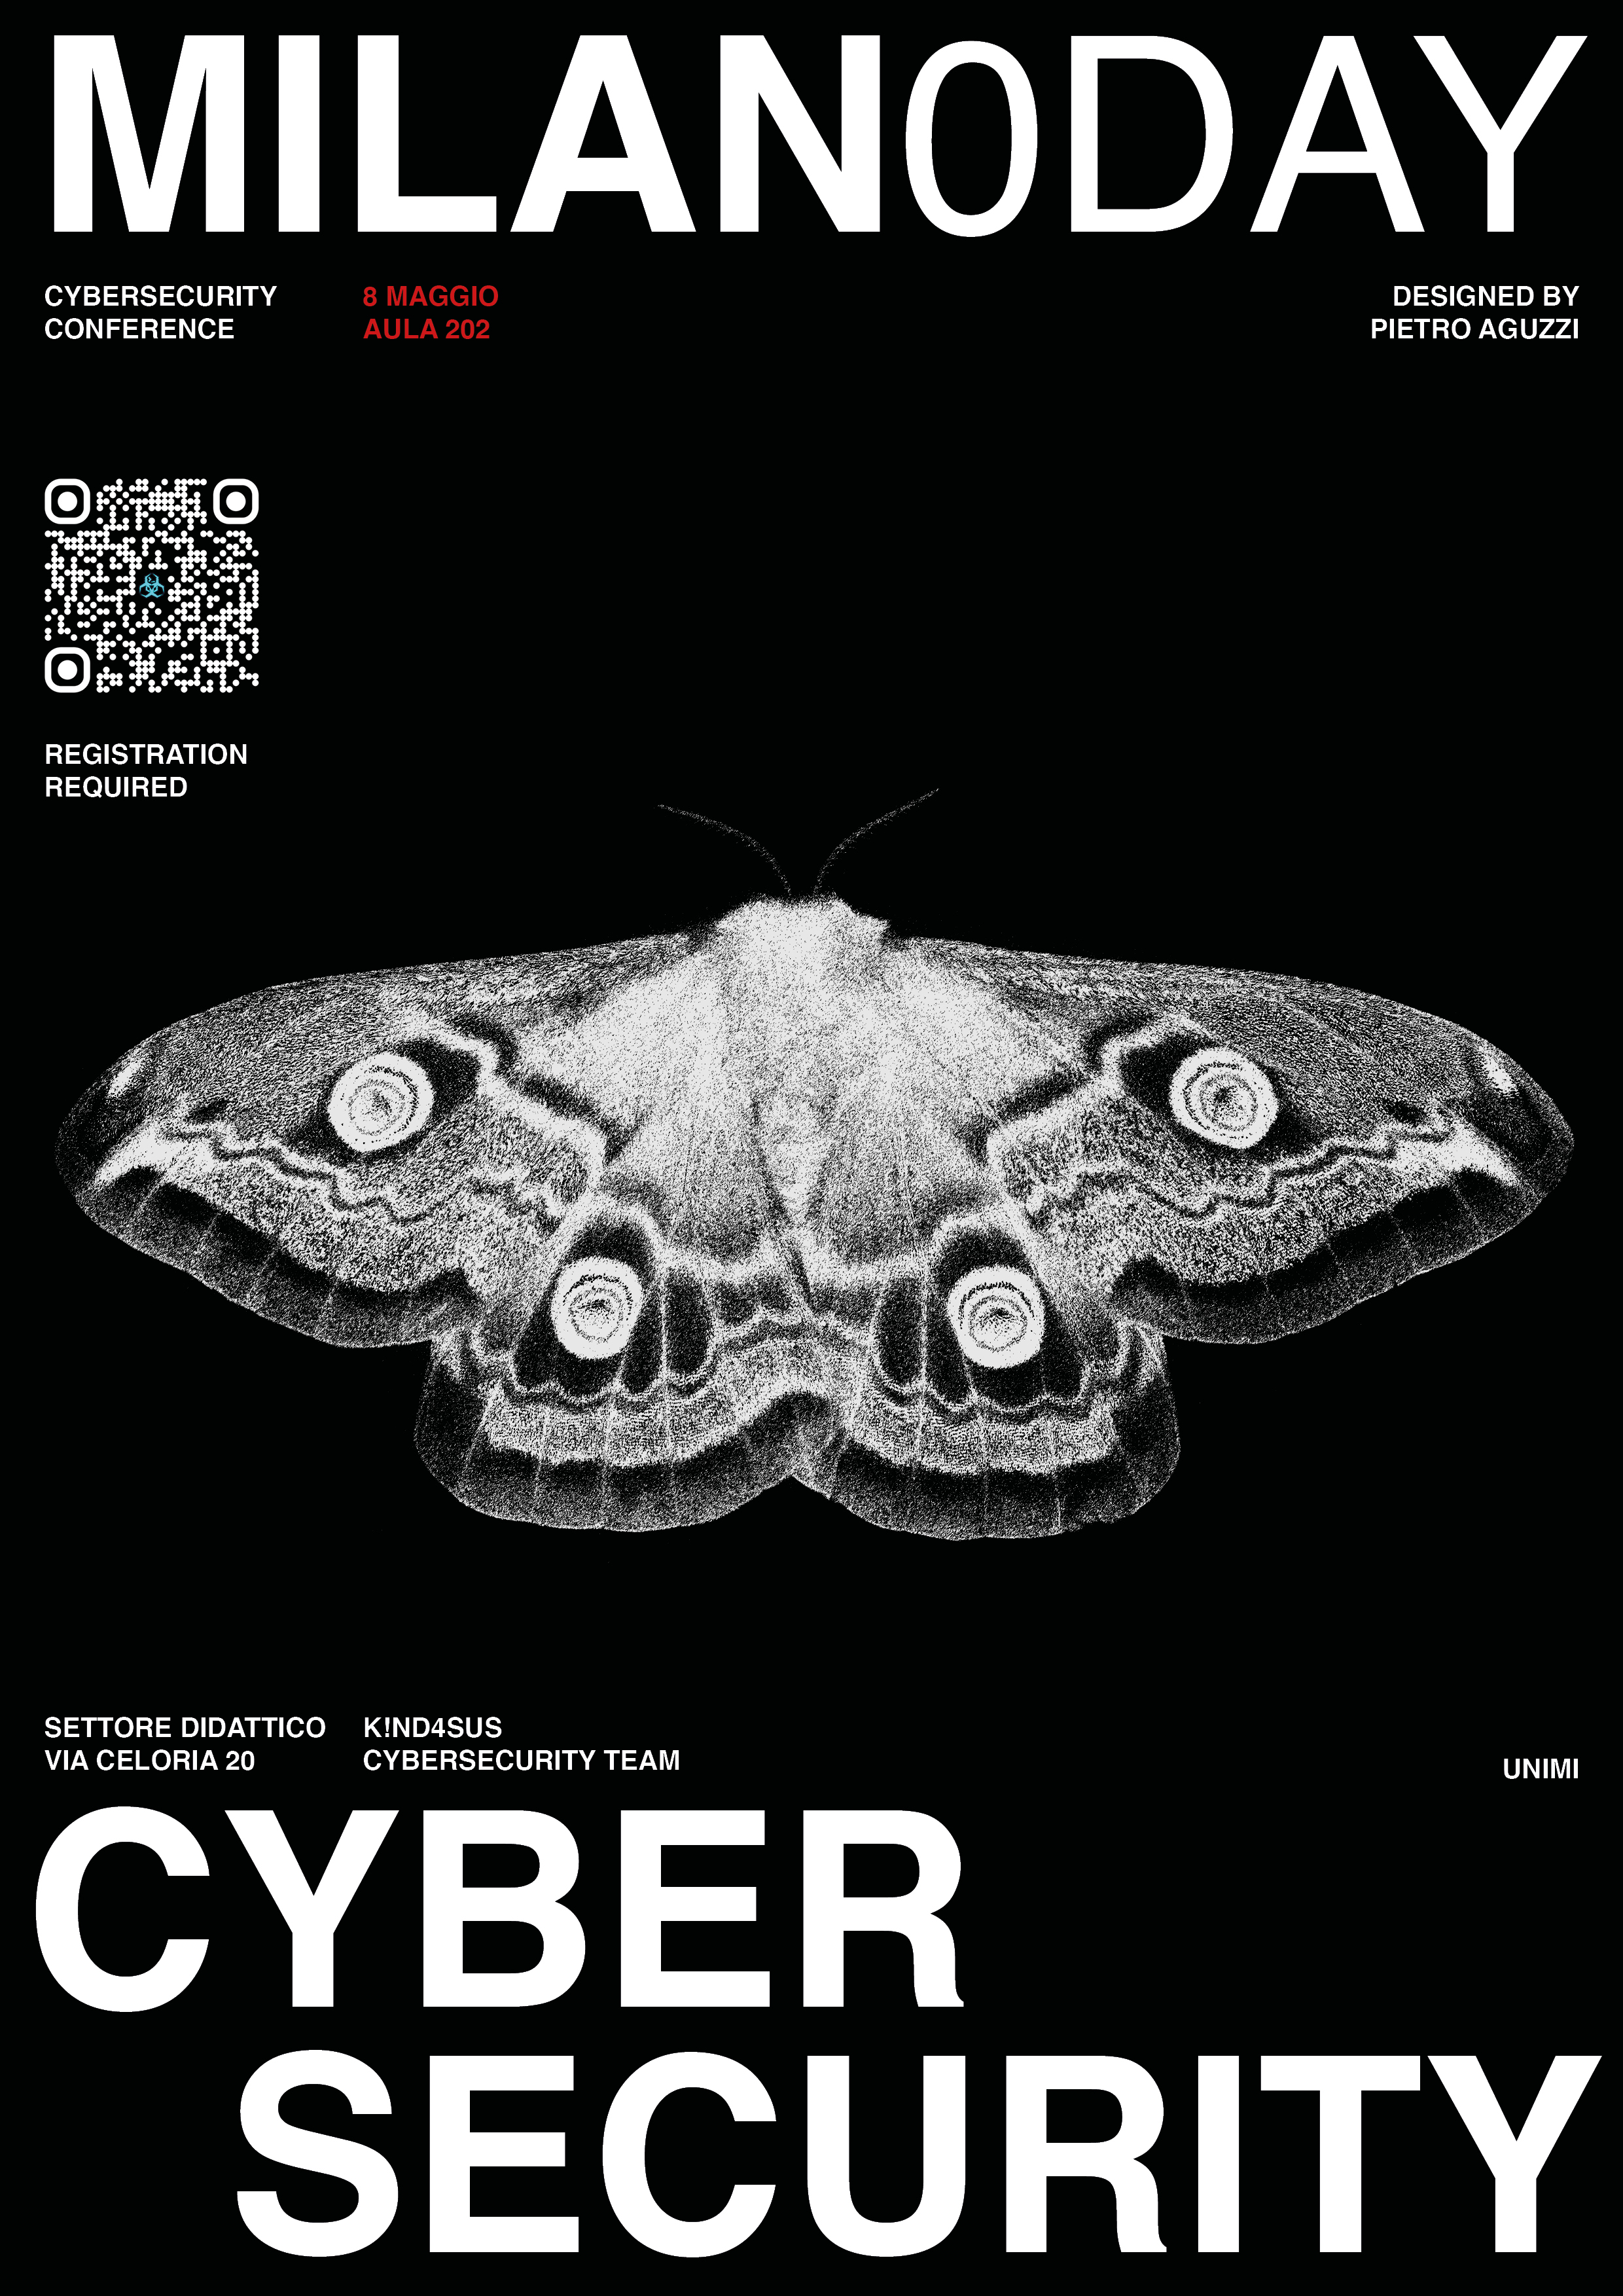 MILAN0DAY
CYBERSECURITY
CONFERENCE
8 MAGGIO
AULA 202
DESIGNED BY
PIETRO AGUZZI
REGISTRATION
REQUIRED
SETTORE DIDATTICO
VIA CELORIA 20
K!ND4SUS
CYBERSECURITY TEAM
UNIMI
CYBER
SECURITY